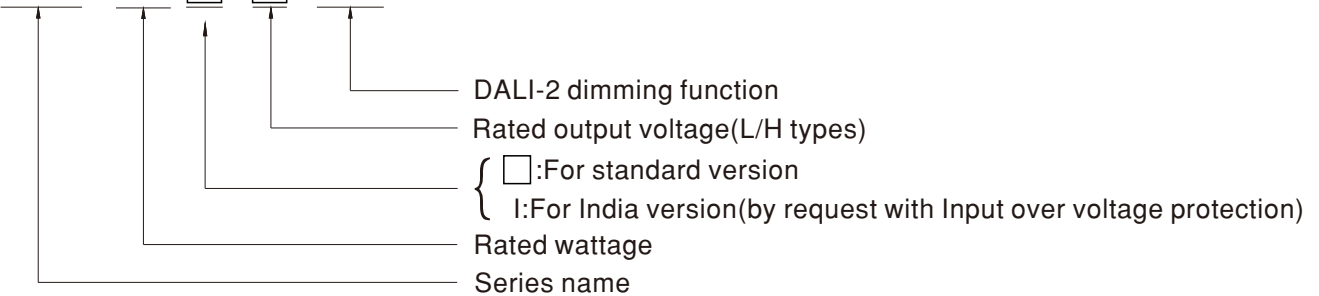 DALI-2 dimming function
Rated output voltage(L/H types)
□:For standard version
I:For India version(by request with Input over voltage protection)
Rated wattage
Series name